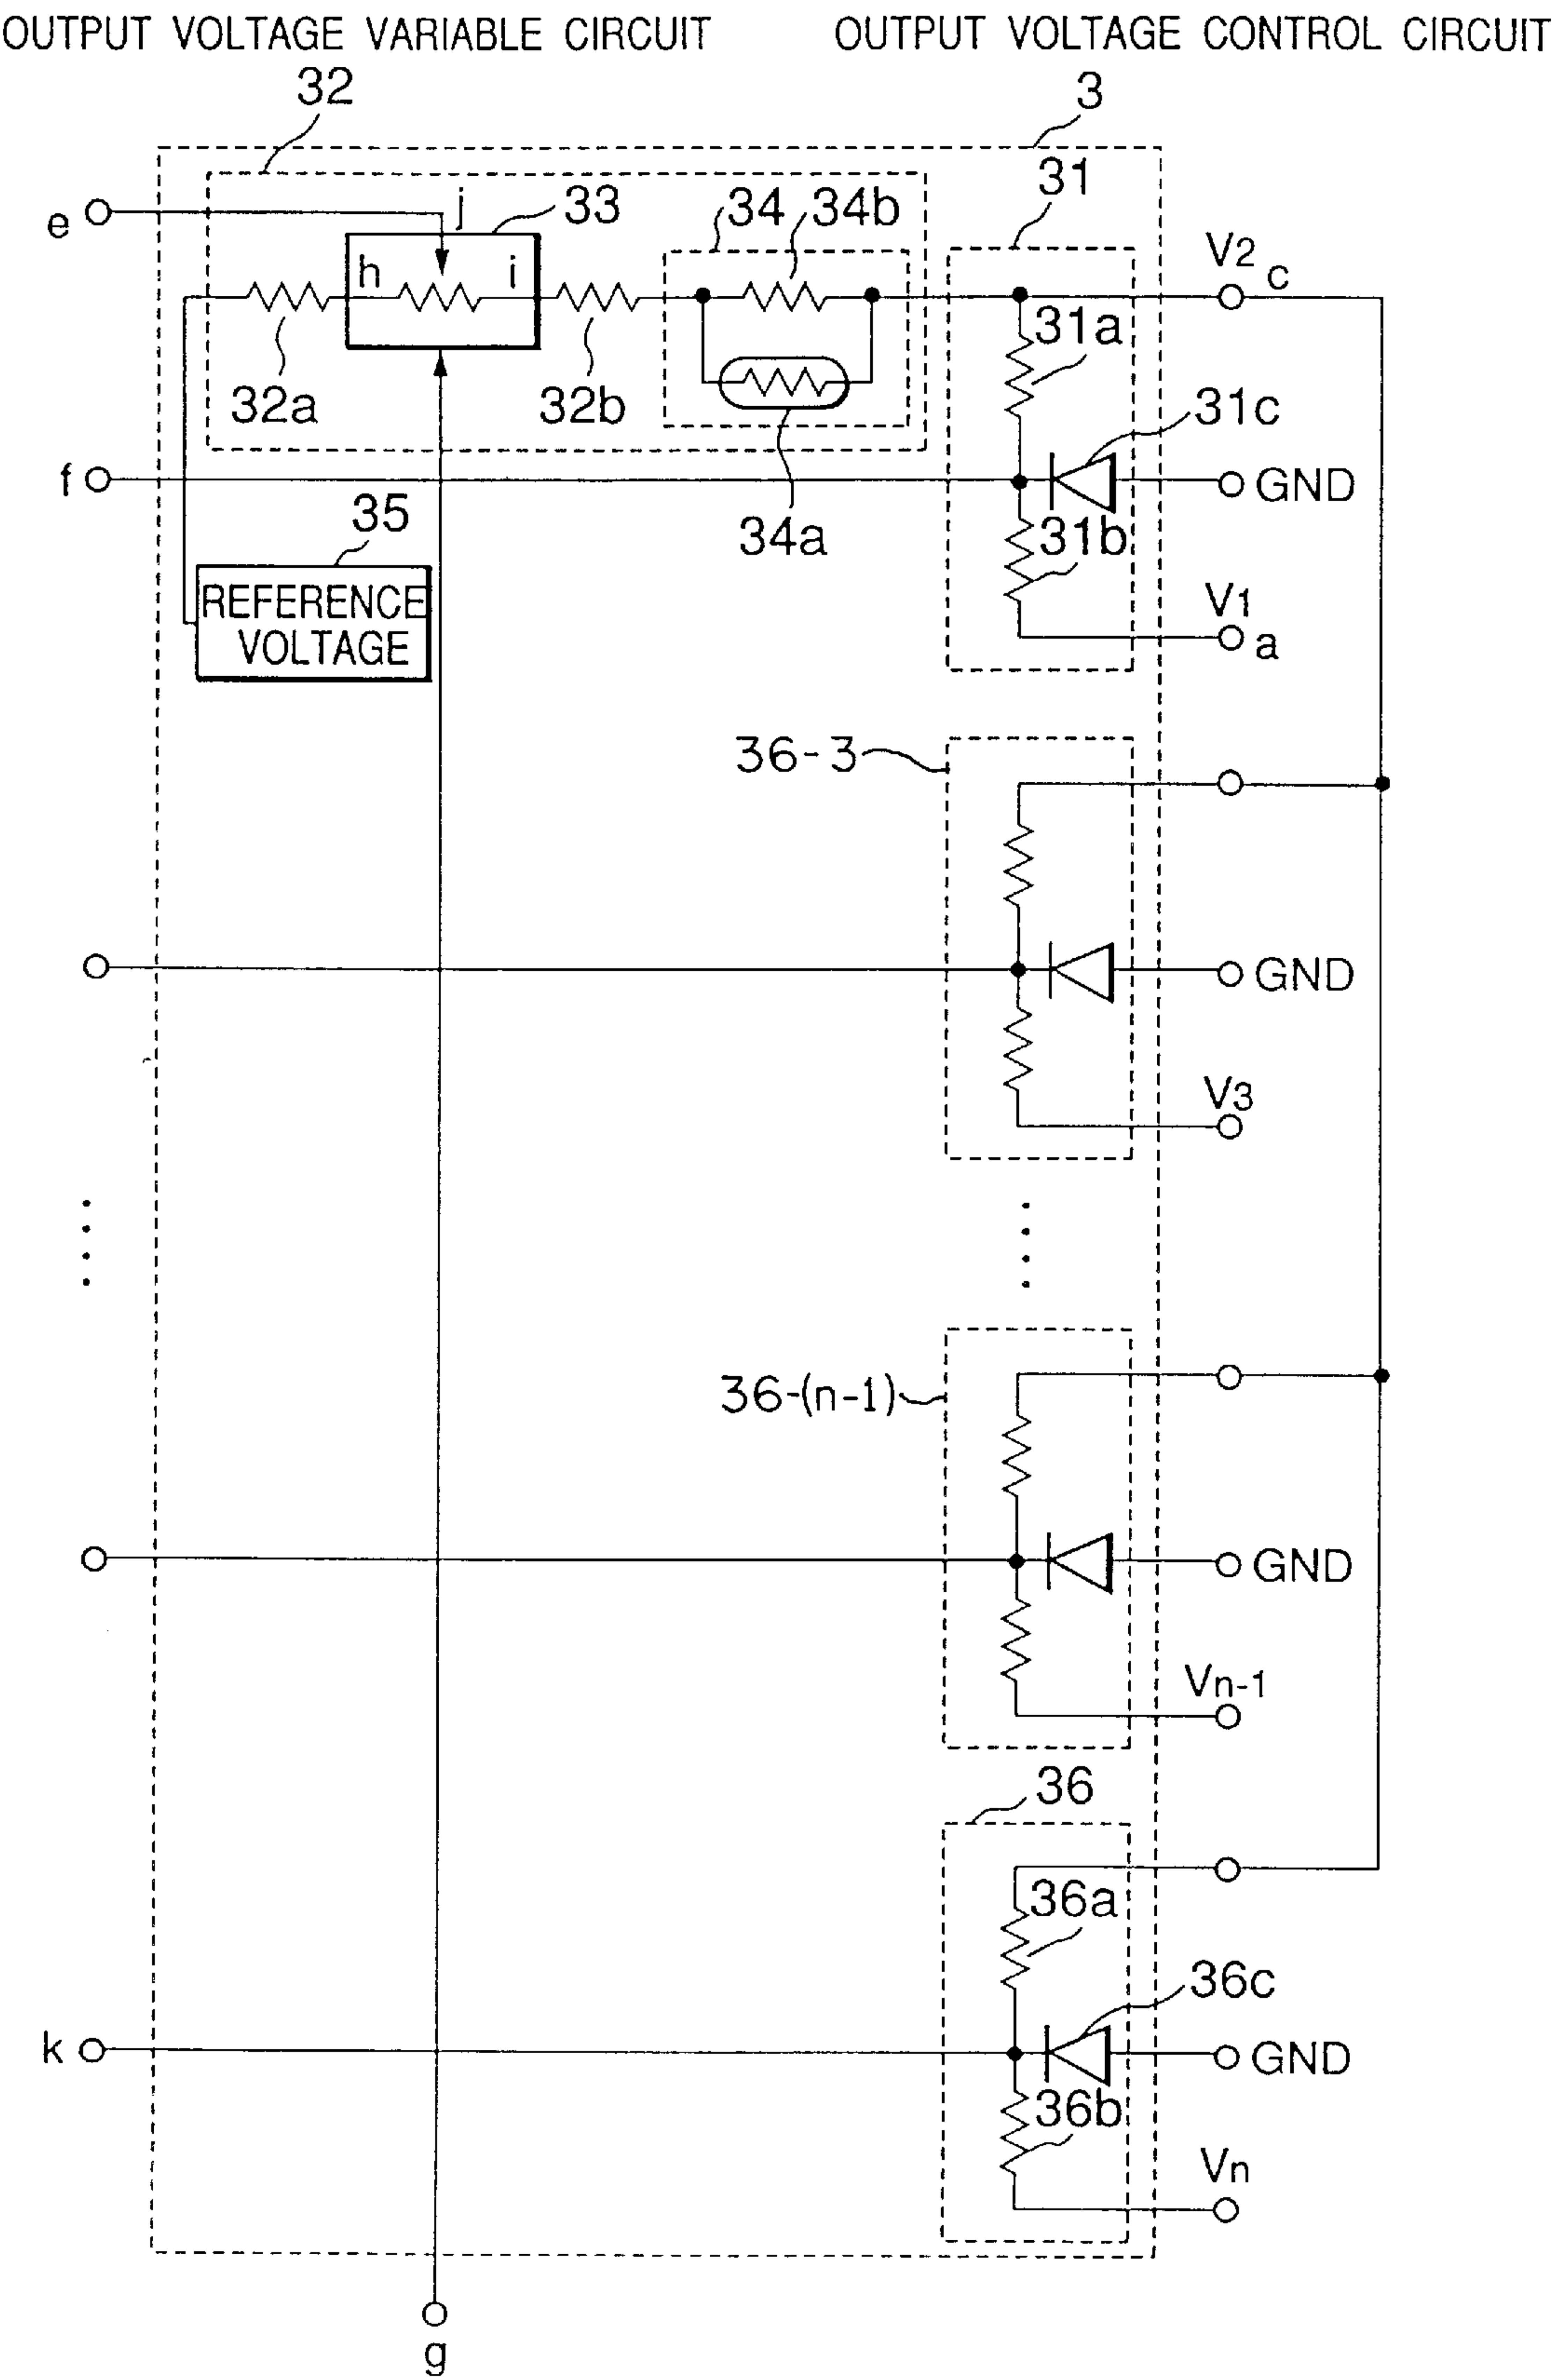 OUTPUT VOLTAGE VARIABLE CIRCUIT
OUTPUT VOLTAGE CONTROL CIRCUIT
32
3
31
e
j
33
34
34b
V2
c
h
i
31a
32a
32b
31c
f
GND
35
34a
31b
REFERENCE
VOLTAGE
V1
a
36-3
GND
V3
36-(n-1)
GND
Vn-1
36
36a
36c
k
GND
36b
Vn
g